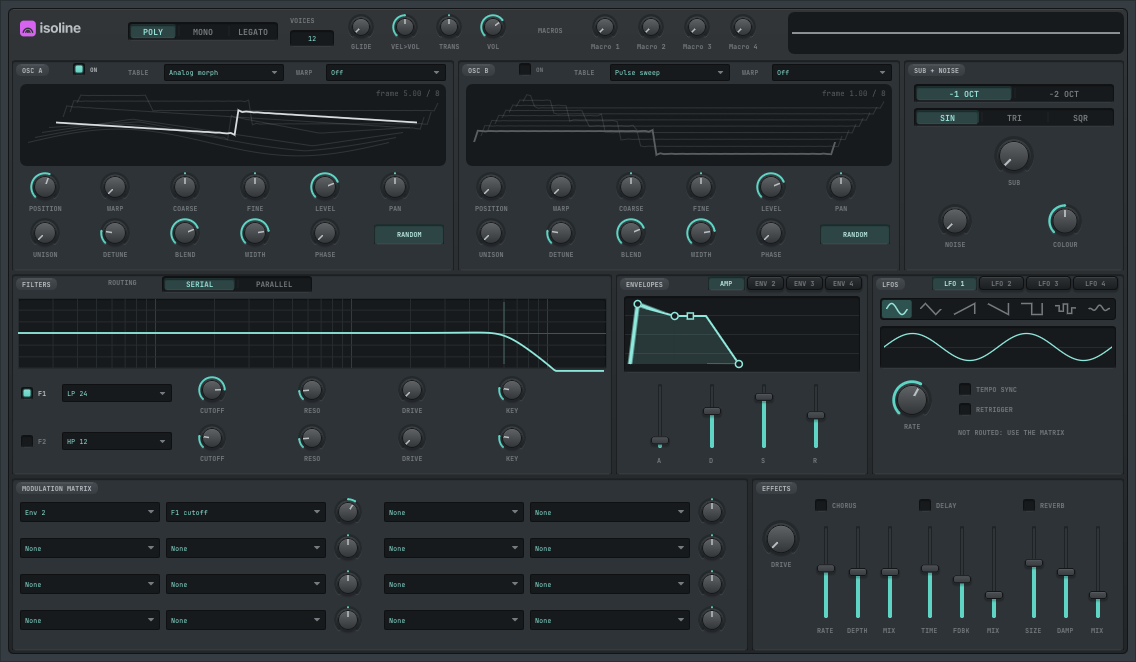 isoline
POLY MONO LEGATO
VOICES
12
GLIDE VEL>VOL TRANS VOL
MACROS
Macro 1 Macro 2 Macro 3 Macro 4
OSC A
ON
TABLE Analog morph
WARP Off
frame 5.00 / 8
POSITION WARP COARSE FINE LEVEL PAN
UNISON DETUNE BLEND WIDTH PHASE
RANDOM
OSC B
ON
TABLE Pulse sweep
WARP Off
frame 1.00 / 8
POSITION WARP COARSE FINE LEVEL PAN
UNISON DETUNE BLEND WIDTH PHASE
RANDOM
SUB + NOISE
-1 OCT -2 OCT
SIN TRI SQR
SUB
NOISE COLOUR
FILTERS
ROUTING
SERIAL PARALLEL
F1 LP 24
CUTOFF RESO DRIVE KEY
F2 HP 12
CUTOFF RESO DRIVE KEY
ENVELOPES
AMP ENV 2 ENV 3 ENV 4
A D S R
LFOS
LFO 1 LFO 2 LFO 3 LFO 4
RATE
TEMPO SYNC
RETRIGGER
NOT ROUTED: USE THE MATRIX
MODULATION MATRIX
Env 2 F1 cutoff None None
None None None None
None None None None
None None None None
EFFECTS
CHORUS DELAY REVERB
DRIVE
RATE DEPTH MIX TIME FDBK MIX SIZE DAMP MIX